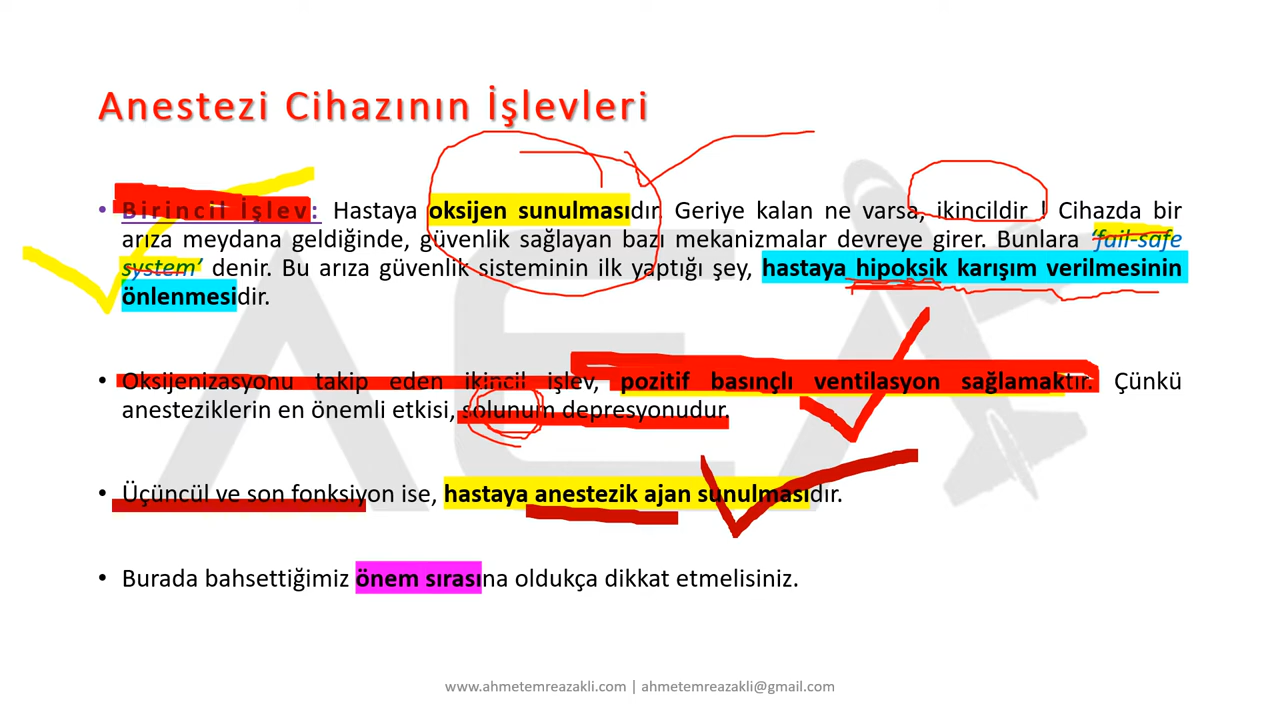 Anestezi Cihazının İşlevleri
• Birincil İşlev: Hastaya oksijen sunulmasıdır. Geriye kalan ne varsa, ikincildir ! Cihazda bir
arıza meydana geldiğinde, güvenlik sağlayan bazı mekanizmalar devreye girer. Bunlara ‘fail-safe
system’ denir. Bu arıza güvenlik sisteminin ilk yaptığı şey, hastaya hipoksik karışım verilmesinin
önlenmesidir.
• Oksijenizasyonu takip eden ikincil işlev, pozitif basınçlı ventilasyon sağlamaktır. Çünkü
anesteziklerin en önemli etkisi, solunum depresyonudur.
• Üçüncül ve son fonksiyon ise, hastaya anestezik ajan sunulmasıdır.
• Burada bahsettiğimiz önem sırasına oldukça dikkat etmelisiniz.
AEA
www.ahmetemreazakli.com | ahmetemreazakli@gmail.com